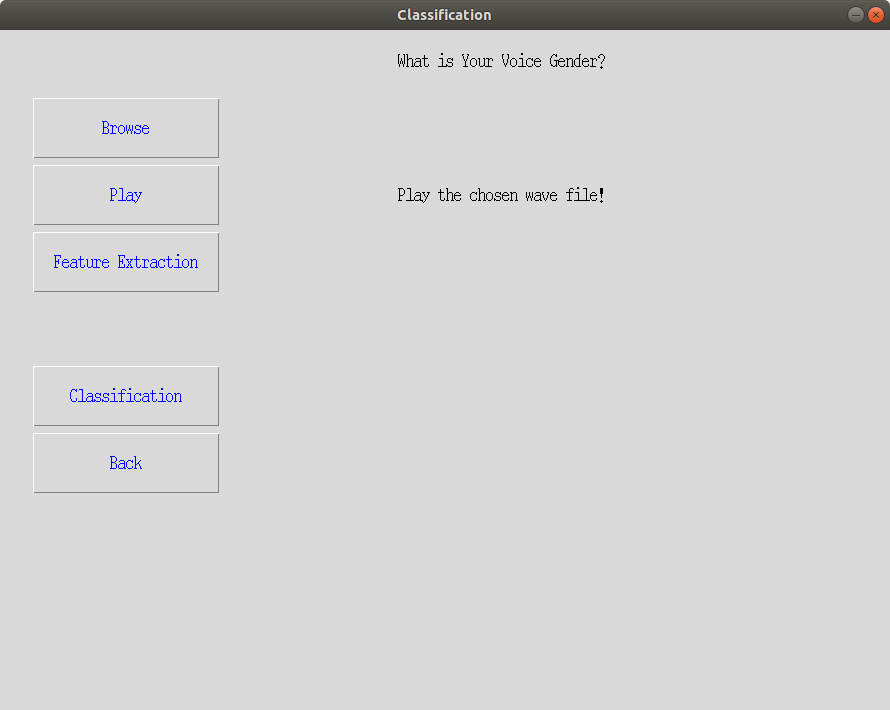 Classification
What is Your Voice Gender?
Browse
Play
Play the chosen wave file!
Feature Extraction
Classification
Back